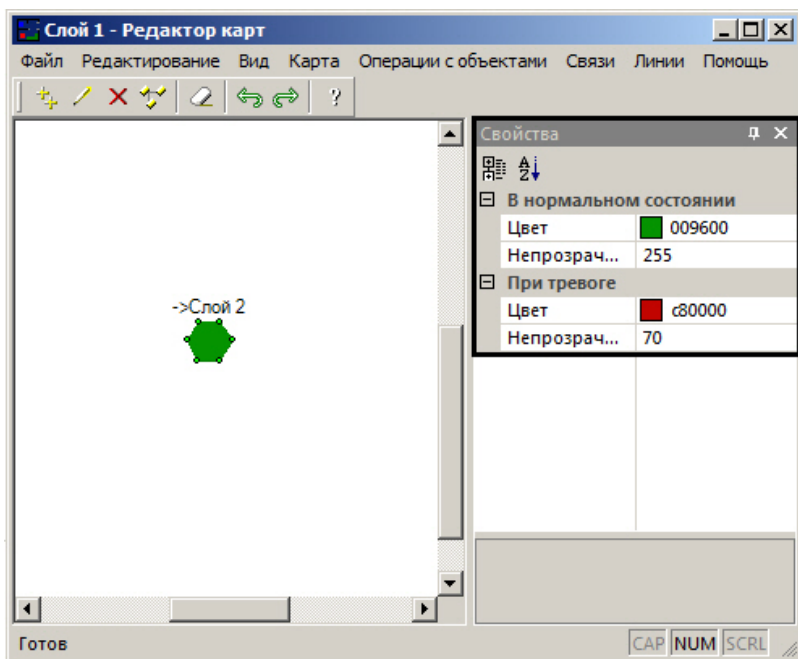 Слой 1 - Редактор карт
Файл Редактирование Вид Карта Операции с объектами Связи Линии Помощь
?
Свойства
A
Z
В нормальном состоянии
Цвет 009600
Непрозрач... 255
При тревоге
Цвет c80000
Непрозрач... 70
->Слой 2
Готов
CAP NUM SCRL